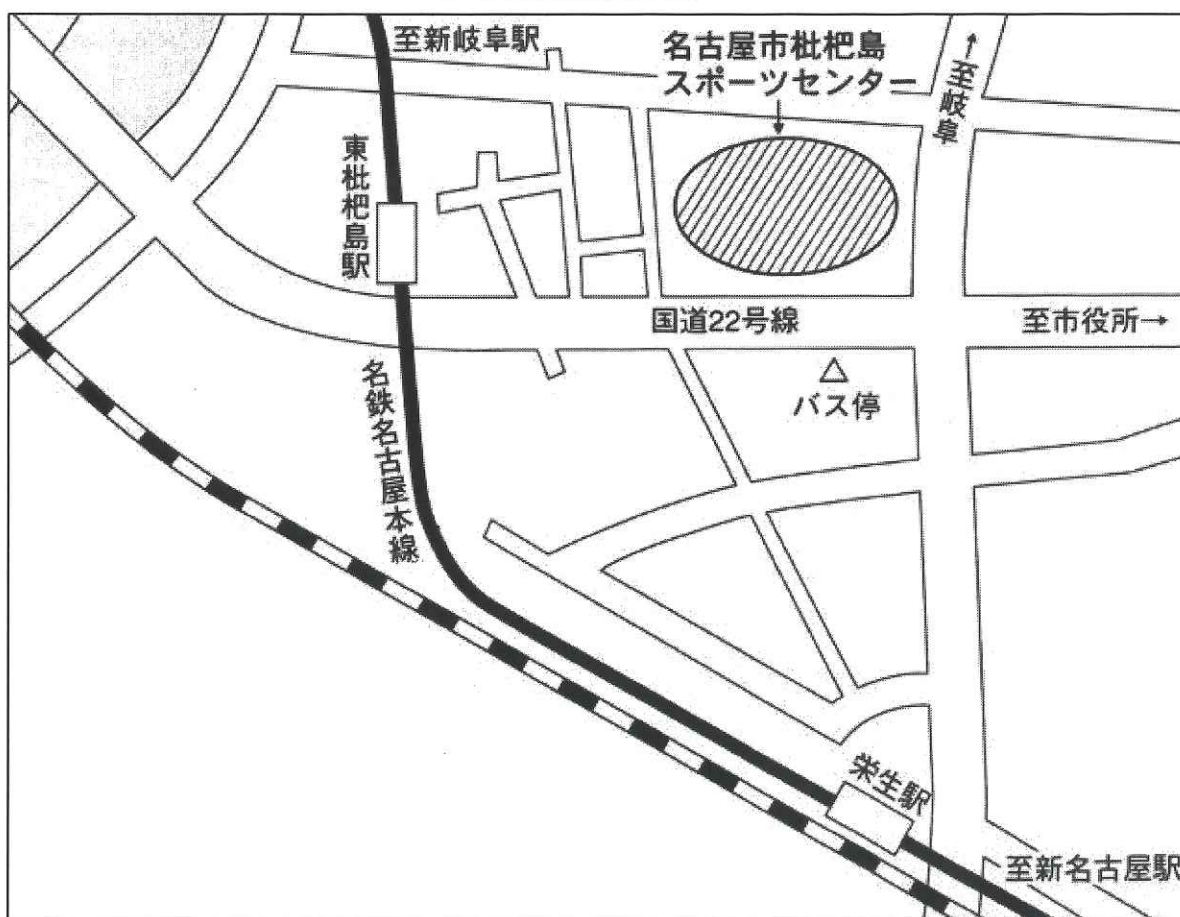 至新岐阜駅
名古屋市枇杷島
スポーツセンター
↑至岐阜
東枇杷島駅
国道22号線
至市役所→
△
バス停
名鉄名古屋本線
栄生駅
至新名古屋駅